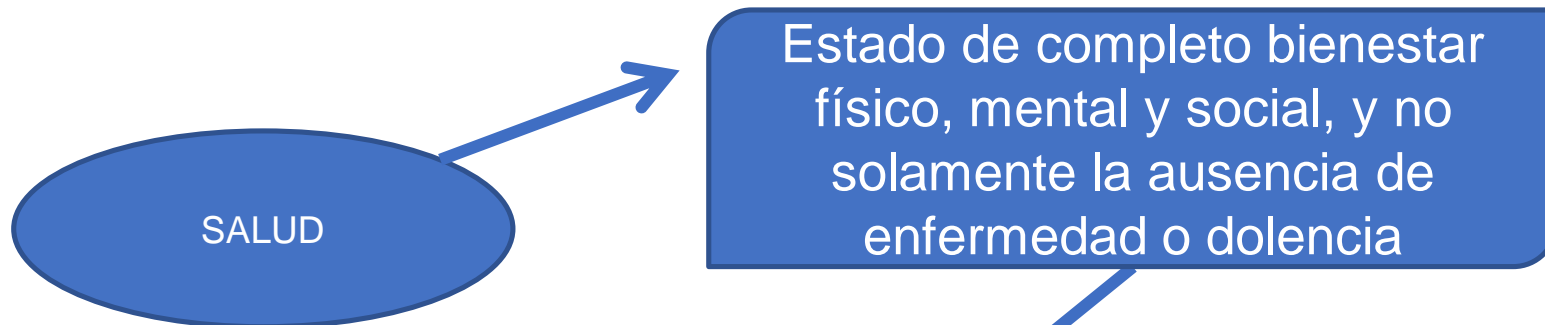 SALUD
Estado de completo bienestar
físico, mental y social, y no
solamente la ausencia de
enfermedad o dolencia